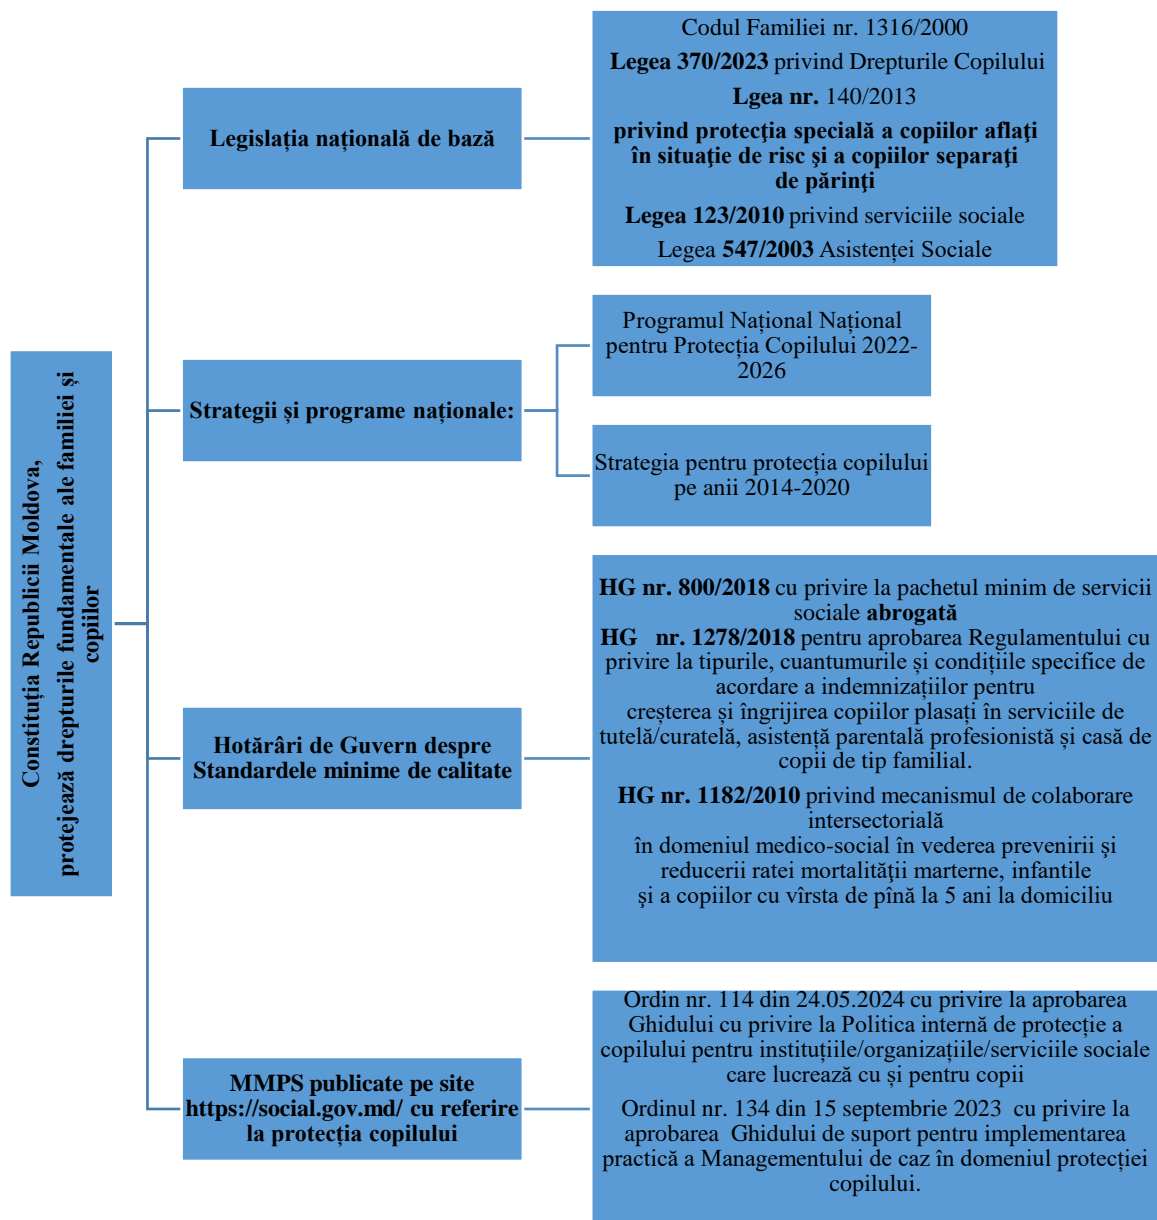 Constituția Republicii Moldova,
protejează drepturile fundamentale ale familiei și
copiilor
Legislația națională de bază
Codul Familiei nr. 1316/2000
Legea 370/2023 privind Drepturile Copilului
Lgea nr. 140/2013
privind protecţia specială a copiilor aflaţi
în situaţie de risc şi a copiilor separaţi
de părinţi
Legea 123/2010 privind serviciile sociale
Legea 547/2003 Asistenței Sociale
Strategii și programe naționale:
Programul Național Național
pentru Protecția Copilului 2022-
2026
Strategia pentru protecția copilului
pe anii 2014-2020
Hotărâri de Guvern despre
Standardele minime de calitate
HG nr. 800/2018 cu privire la pachetul minim de servicii
sociale abrogată
HG nr. 1278/2018 pentru aprobarea Regulamentului cu
privire la tipurile, cuantumurile și condițiile specifice de
acordare a indemnizațiilor pentru
creșterea și îngrijirea copiilor plasați în serviciile de
tutelă/curatelă, asistență parentală profesionistă și casă de
copii de tip familial.
HG nr. 1182/2010 privind mecanismul de colaborare
intersectorială
în domeniul medico-social în vederea prevenirii şi
reducerii ratei mortalităţii marterne, infantile
şi a copiilor cu vîrsta de pînă la 5 ani la domiciliu
MMPS publicate pe site
https://social.gov.md/ cu referire
la protecția copilului
Ordin nr. 114 din 24.05.2024 cu privire la aprobarea
Ghidului cu privire la Politica internă de protecție a
copilului pentru instituțiile/organizațiile/serviciile sociale
care lucrează cu și pentru copii
Ordinul nr. 134 din 15 septembrie 2023 cu privire la
aprobarea Ghidului de suport pentru implementarea
practică a Managementului de caz în domeniul protecției
copilului.